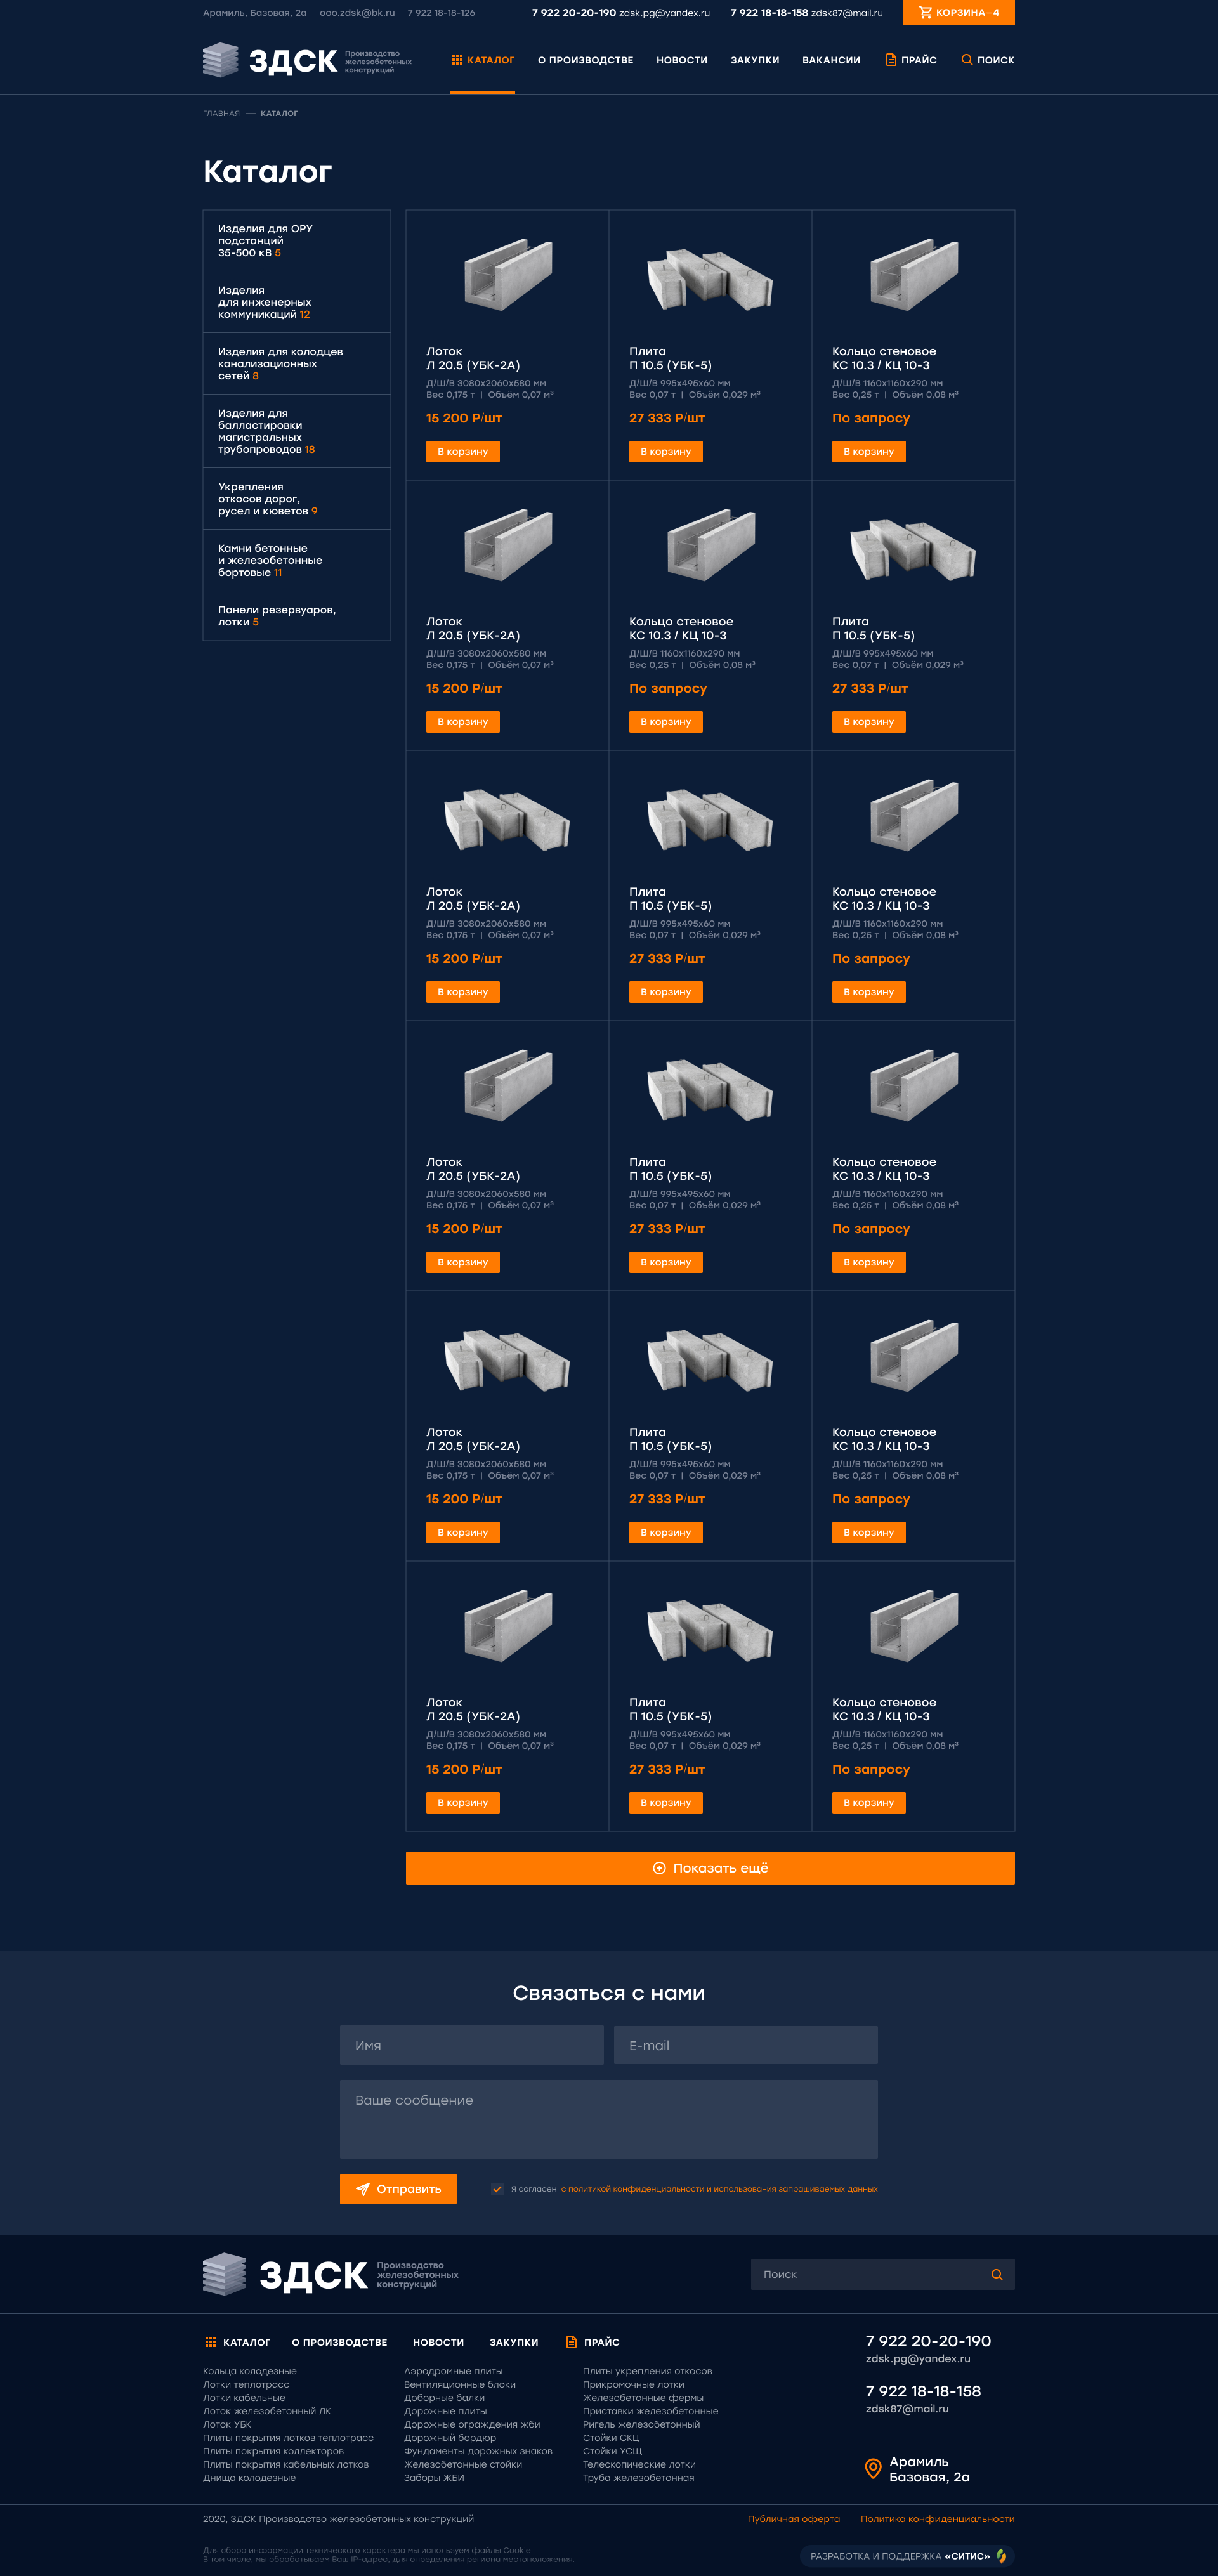 Арамиль, Базовая, 2а ooo.zdsk@bk.ru 7 922 18-18-126 7 922 20-20-190 zdsk.pg@yandex.ru 7 922 18-18-158 zdsk87@mail.ru КОРЗИНА—4
ЗДСК
Производство
железобетонных
конструкций
КАТАЛОГ О ПРОИЗВОДСТВЕ НОВОСТИ ЗАКУПКИ ВАКАНСИИ ПРАЙС ПОИСК
ГЛАВНАЯ — КАТАЛОГ
Каталог
Изделия для ОРУ
подстанций
35-500 кВ 5
Изделия
для инженерных
коммуникаций 12
Изделия для колодцев
канализационных
сетей 8
Изделия для
балластировки
магистральных
трубопроводов 18
Укрепления
откосов дорог,
русел и кюветов 9
Камни бетонные
и железобетонные
бортовые 11
Панели резервуаров,
лотки 5
Лоток
Л 20.5 (УБК-2А)
Д/Ш/В 3080х2060х580 мм
Вес 0,175 т | Объём 0,07 м³
15 200 Р/шт
В корзину
Плита
П 10.5 (УБК-5)
Д/Ш/В 995х495х60 мм
Вес 0,07 т | Объём 0,029 м³
27 333 Р/шт
В корзину
Кольцо стеновое
КС 10.3 / КЦ 10-3
Д/Ш/В 1160х1160х290 мм
Вес 0,25 т | Объём 0,08 м³
По запросу
В корзину
Лоток
Л 20.5 (УБК-2А)
Д/Ш/В 3080х2060х580 мм
Вес 0,175 т | Объём 0,07 м³
15 200 Р/шт
В корзину
Кольцо стеновое
КС 10.3 / КЦ 10-3
Д/Ш/В 1160х1160х290 мм
Вес 0,25 т | Объём 0,08 м³
По запросу
В корзину
Плита
П 10.5 (УБК-5)
Д/Ш/В 995х495х60 мм
Вес 0,07 т | Объём 0,029 м³
27 333 Р/шт
В корзину
Лоток
Л 20.5 (УБК-2А)
Д/Ш/В 3080х2060х580 мм
Вес 0,175 т | Объём 0,07 м³
15 200 Р/шт
В корзину
Плита
П 10.5 (УБК-5)
Д/Ш/В 995х495х60 мм
Вес 0,07 т | Объём 0,029 м³
27 333 Р/шт
В корзину
Кольцо стеновое
КС 10.3 / КЦ 10-3
Д/Ш/В 1160х1160х290 мм
Вес 0,25 т | Объём 0,08 м³
По запросу
В корзину
Лоток
Л 20.5 (УБК-2А)
Д/Ш/В 3080х2060х580 мм
Вес 0,175 т | Объём 0,07 м³
15 200 Р/шт
В корзину
Плита
П 10.5 (УБК-5)
Д/Ш/В 995х495х60 мм
Вес 0,07 т | Объём 0,029 м³
27 333 Р/шт
В корзину
Кольцо стеновое
КС 10.3 / КЦ 10-3
Д/Ш/В 1160х1160х290 мм
Вес 0,25 т | Объём 0,08 м³
По запросу
В корзину
Лоток
Л 20.5 (УБК-2А)
Д/Ш/В 3080х2060х580 мм
Вес 0,175 т | Объём 0,07 м³
15 200 Р/шт
В корзину
Плита
П 10.5 (УБК-5)
Д/Ш/В 995х495х60 мм
Вес 0,07 т | Объём 0,029 м³
27 333 Р/шт
В корзину
Кольцо стеновое
КС 10.3 / КЦ 10-3
Д/Ш/В 1160х1160х290 мм
Вес 0,25 т | Объём 0,08 м³
По запросу
В корзину
Лоток
Л 20.5 (УБК-2А)
Д/Ш/В 3080х2060х580 мм
Вес 0,175 т | Объём 0,07 м³
15 200 Р/шт
В корзину
Плита
П 10.5 (УБК-5)
Д/Ш/В 995х495х60 мм
Вес 0,07 т | Объём 0,029 м³
27 333 Р/шт
В корзину
Кольцо стеновое
КС 10.3 / КЦ 10-3
Д/Ш/В 1160х1160х290 мм
Вес 0,25 т | Объём 0,08 м³
По запросу
В корзину
Показать ещё
Связаться с нами
Имя E-mail
Ваше сообщение
Отправить
Я согласен с политикой конфиденциальности и использования запрашиваемых данных
ЗДСК
Производство
железобетонных
конструкций
Поиск
КАТАЛОГ О ПРОИЗВОДСТВЕ НОВОСТИ ЗАКУПКИ ПРАЙС
Кольца колодезные
Лотки теплотрасс
Лотки кабельные
Лоток железобетонный ЛК
Лоток УБК
Плиты покрытия лотков теплотрасс
Плиты покрытия коллекторов
Плиты покрытия кабельных лотков
Днища колодезные
Аэродромные плиты
Вентиляционные блоки
Доборные балки
Дорожные плиты
Дорожные ограждения жби
Дорожный бордюр
Фундаменты дорожных знаков
Железобетонные стойки
Заборы ЖБИ
Плиты укрепления откосов
Прикромочные лотки
Железобетонные фермы
Приставки железобетонные
Ригель железобетонный
Стойки СКЦ
Стойки УСЩ
Телескопические лотки
Труба железобетонная
7 922 20-20-190
zdsk.pg@yandex.ru
7 922 18-18-158
zdsk87@mail.ru
Арамиль
Базовая, 2а
2020, ЗДСК Производство железобетонных конструкций
Публичная оферта Политика конфиденциальности
Для сбора информации технического характера мы используем файлы Cookie
В том числе, мы обрабатываем Ваш IP-адрес, для определения региона местоположения.
РАЗРАБОТКА И ПОДДЕРЖКА «СИТИС»